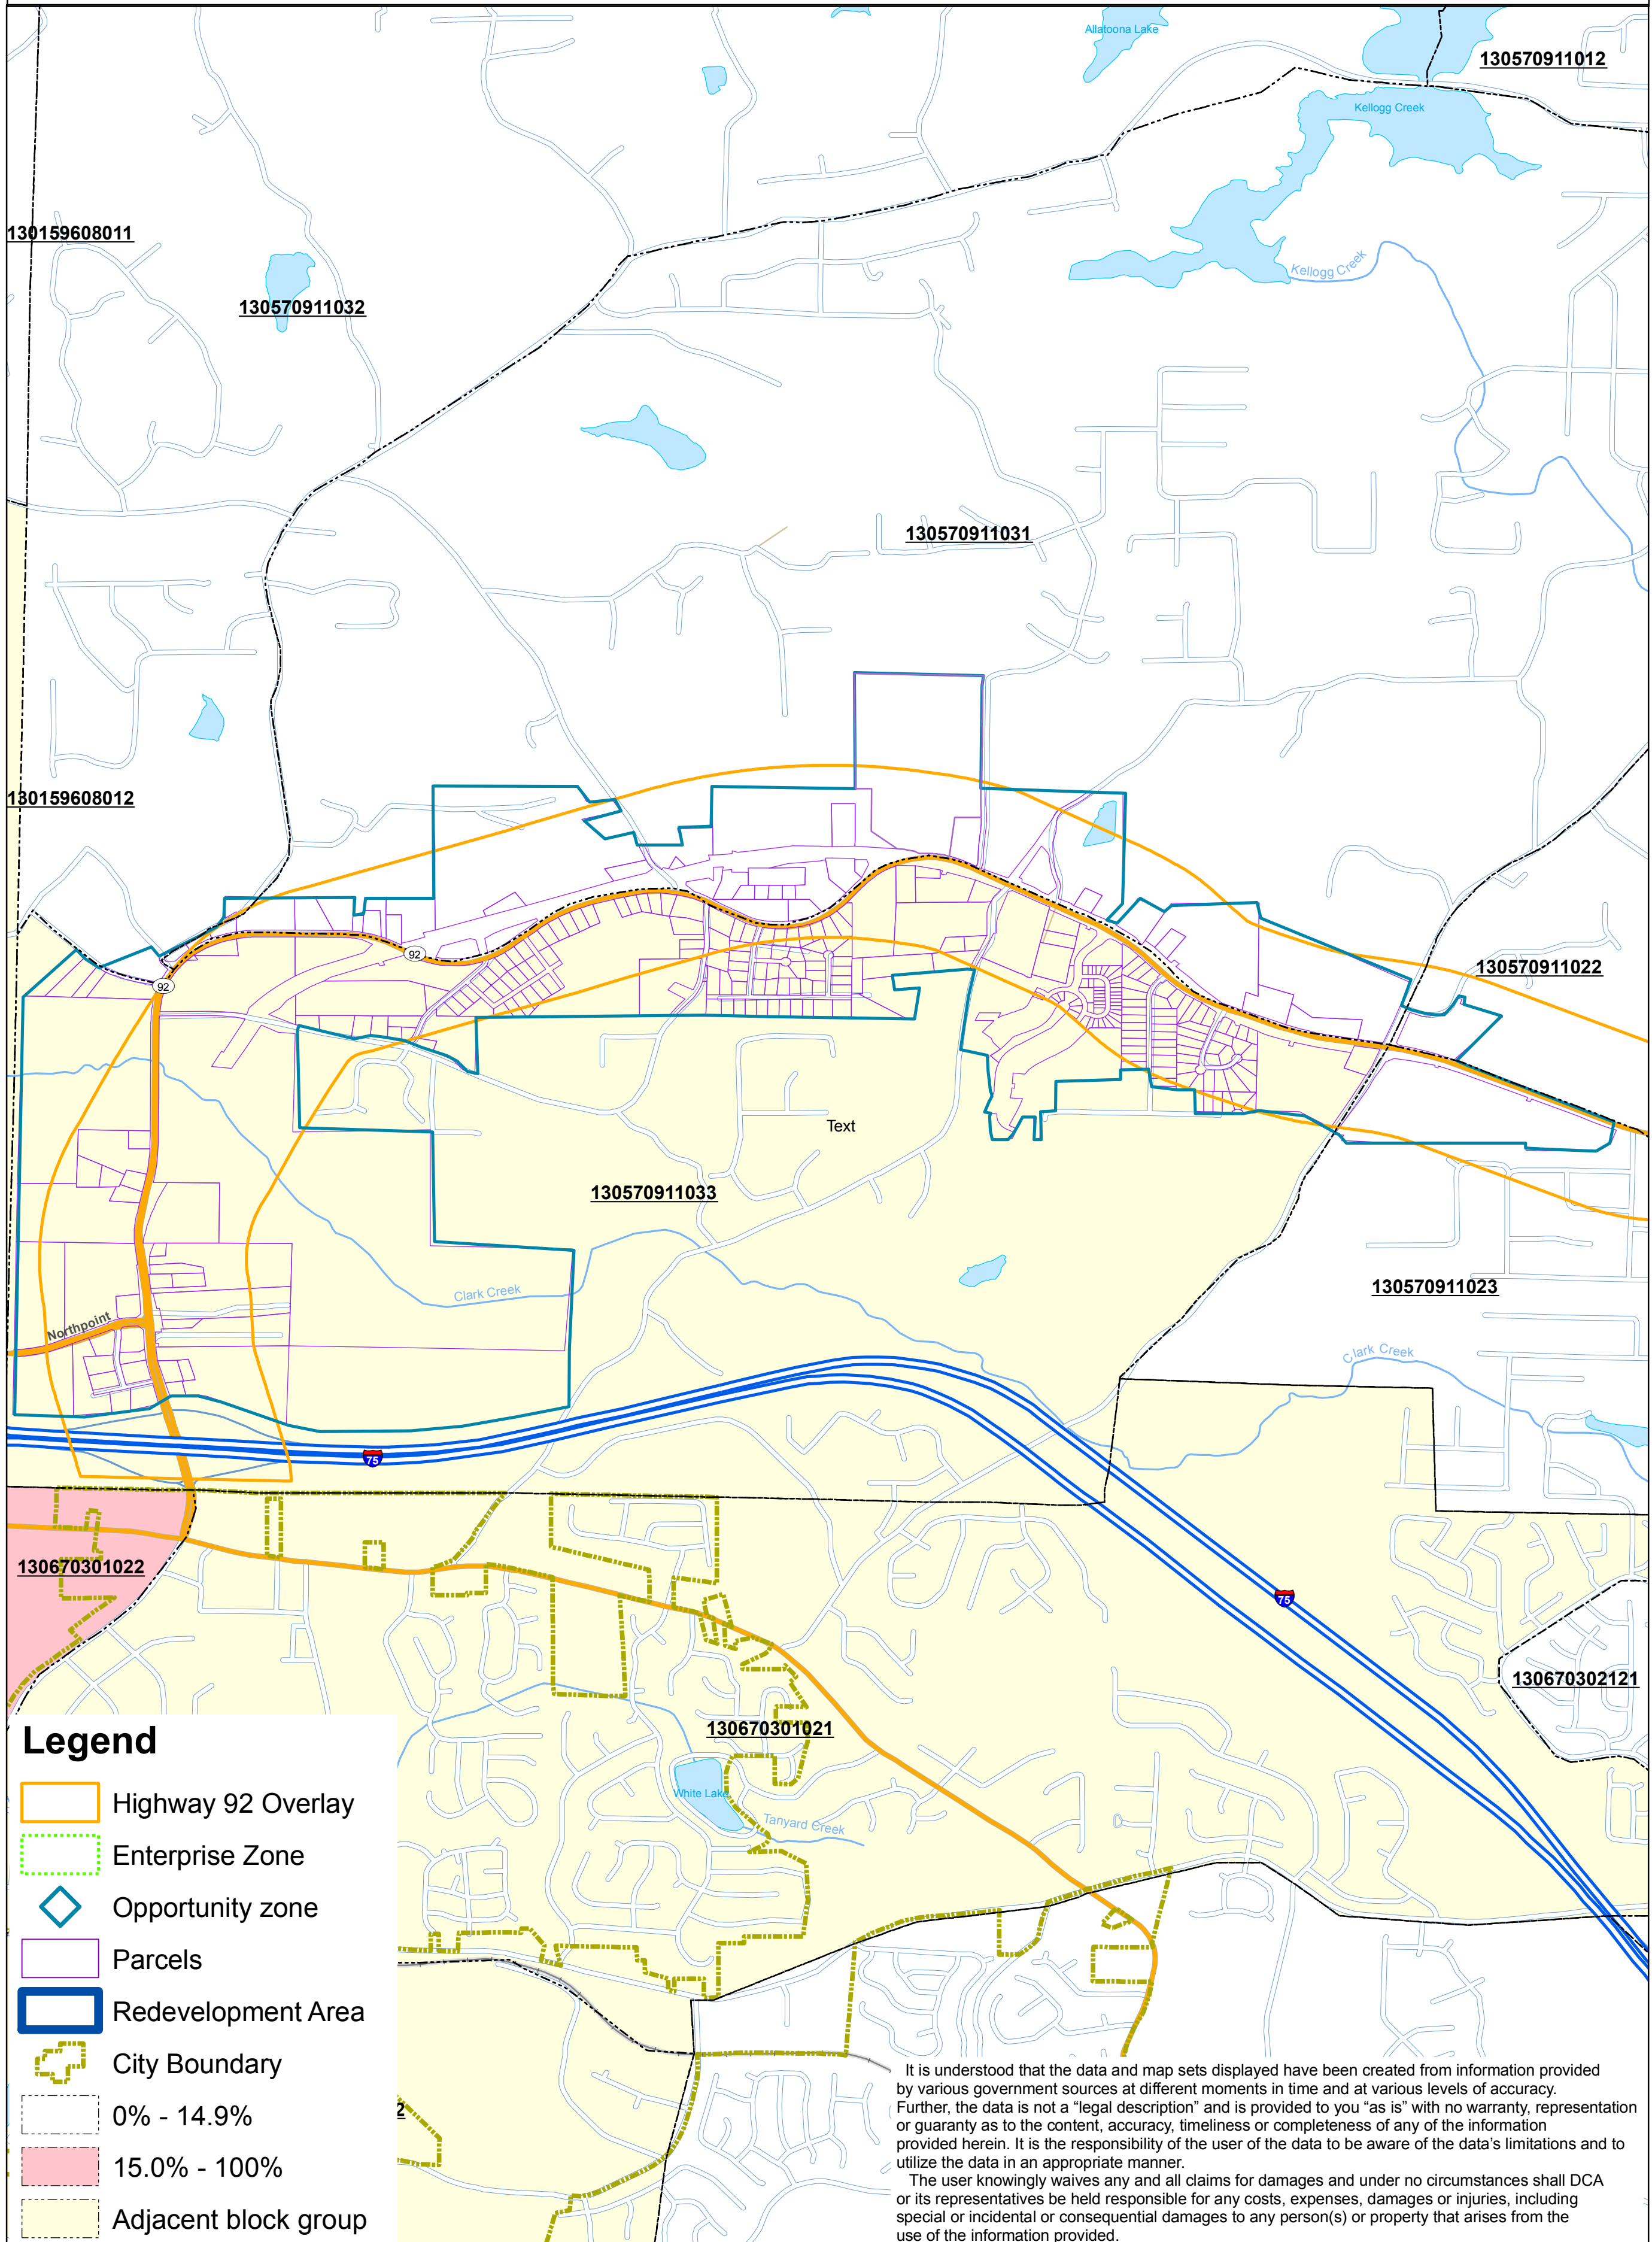 Allatoona Lake
130570911012
Kellogg Creek
130159608011
Kellogg Creek
130570911032
130570911031
130159608012
92
130570911022
92
Text
130570911033
130570911023
Clark Creek
Northpoint
Clark Creek
75
130670301022
75
130670302121
130670301021
White Lake
Tanyard Creek
2
Legend
Highway 92 Overlay
Enterprise Zone
Opportunity zone
Parcels
Redevelopment Area
City Boundary
0% - 14.9%
15.0% - 100%
Adjacent block group
It is understood that the data and map sets displayed have been created from information provided
by various government sources at different moments in time and at various levels of accuracy.
Further, the data is not a “legal description” and is provided to you “as is” with no warranty, representation
or guaranty as to the content, accuracy, timeliness or completeness of any of the information
provided herein. It is the responsibility of the user of the data to be aware of the data’s limitations and to
utilize the data in an appropriate manner.
The user knowingly waives any and all claims for damages and under no circumstances shall DCA
or its representatives be held responsible for any costs, expenses, damages or injuries, including
special or incidental or consequential damages to any person(s) or property that arises from the
use of the information provided.